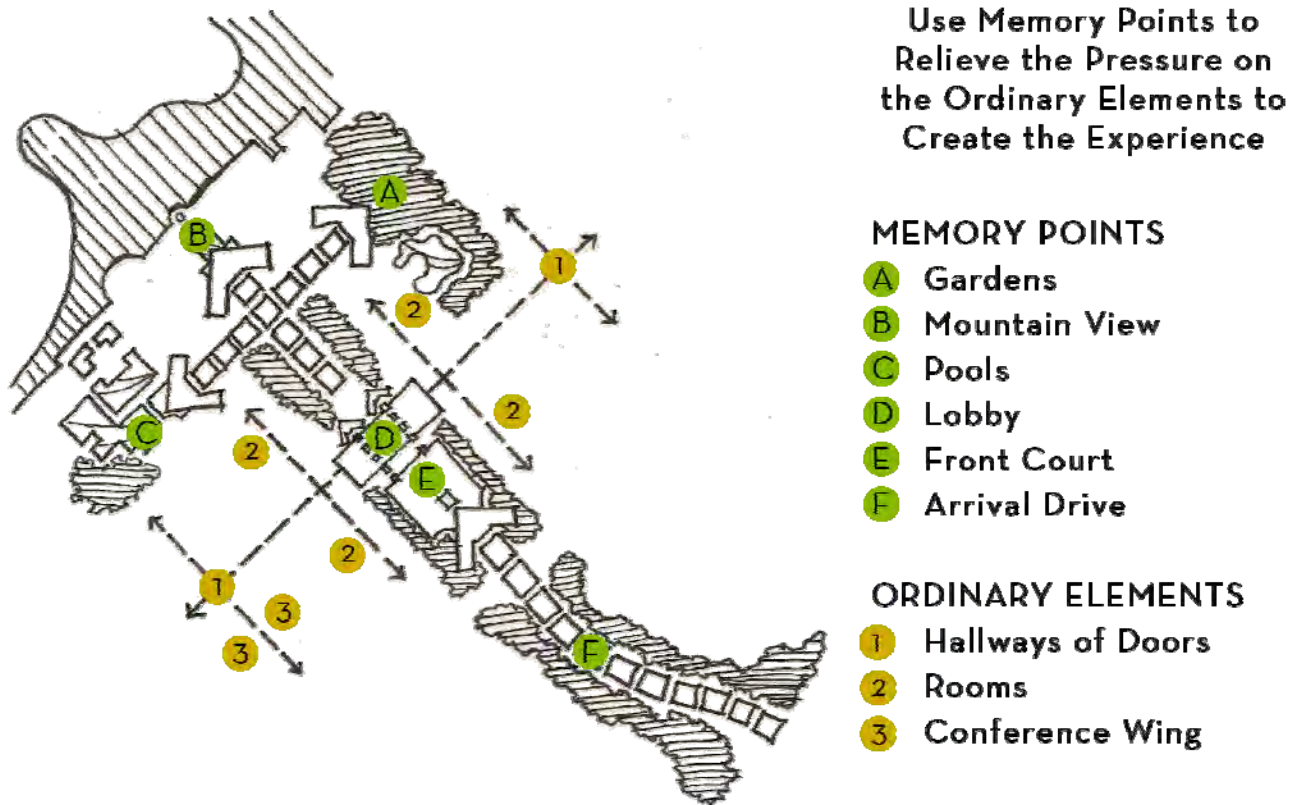 Use Memory Points to
Relieve the Pressure on
the Ordinary Elements to
Create the Experience
MEMORY POINTS
A Gardens
B Mountain View
C Pools
D Lobby
E Front Court
F Arrival Drive
ORDINARY ELEMENTS
1 Hallways of Doors
2 Rooms
3 Conference Wing
A
B
1
2
2
C
D
2
E
2
1
3
3
F